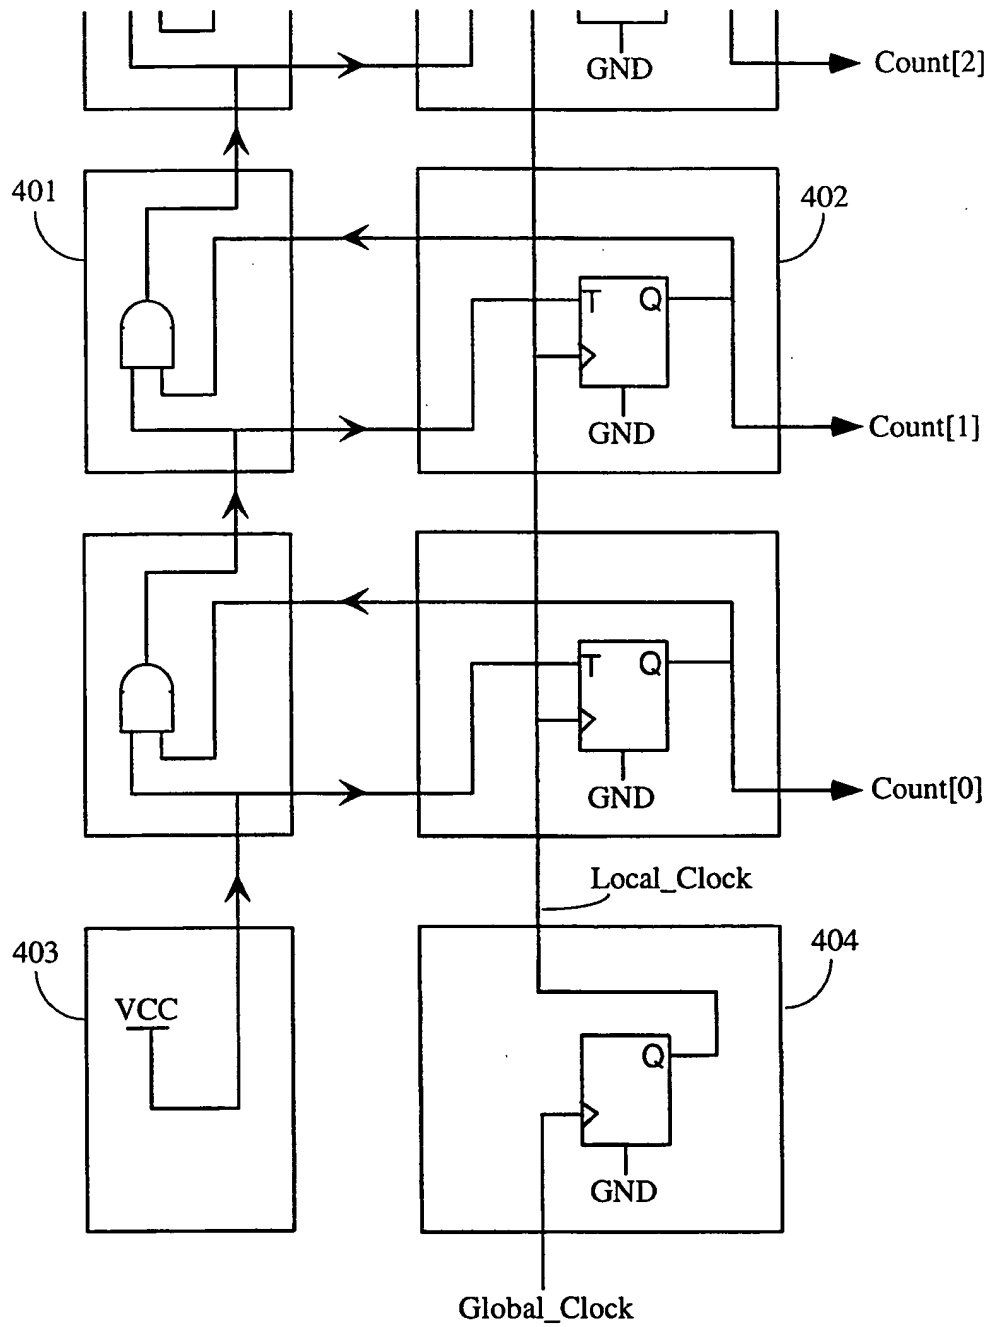 GND
Count[2]
401
402
T Q
GND
Count[1]
T Q
GND
Count[0]
Local_Clock
403
404
VCC
Q
GND
Global_Clock